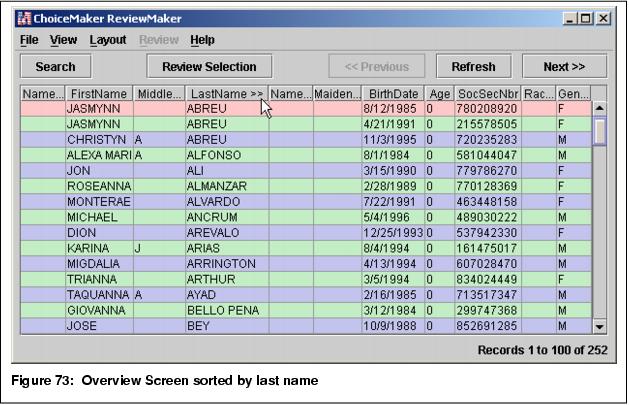 ChoiceMaker ReviewMaker
File View Layout Review Help
Search Review Selection << Previous Refresh Next >>
Name... FirstName Middle... LastName >> Name... Maiden... BirthDate Age SocSecNbr Rac... Gen...
JASMYNN ABREU 8/12/1985 0 780208920 F
JASMYNN ABREU 4/21/1991 0 215578505 F
CHRISTYN A ABREU 11/3/1995 0 720235283 M
ALEXA MARI A ALFONSO 8/1/1984 0 581044047 M
JON ALI 3/15/1990 0 779786270 F
ROSEANNA ALMANZAR 2/28/1989 0 770128369 F
MONTERAE ALVARDO 7/22/1991 0 463448158 F
MICHAEL ANCRUM 5/4/1996 0 489030222 M
DION AREVALO 12/25/1993 0 537942330 F
KARINA J ARIAS 8/4/1994 0 161475017 M
MIGDALIA ARRINGTON 4/13/1994 0 607028470 M
TRIANNA ARTHUR 3/5/1994 0 834024449 F
TAQUANNA A AYAD 2/16/1985 0 713517347 M
GIOVANNA BELLO PENA 3/12/1984 0 299747368 M
JOSE BEY 10/9/1988 0 852691285 M
Records 1 to 100 of 252
Figure 73: Overview Screen sorted by last name